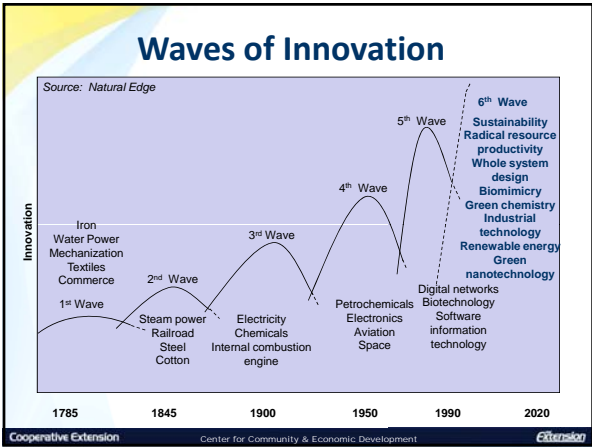 Waves of Innovation
Source: Natural Edge
6th Wave
Sustainability
Radical resource
productivity
Whole system
design
Biomimicry
Green chemistry
Industrial
technology
Renewable energy
Green
nanotechnology
5th Wave
Digital networks
Biotechnology
Software
information
technology
4th Wave
Petrochemicals
Electronics
Aviation
Space
3rd Wave
Electricity
Chemicals
Internal combustion
engine
2nd Wave
Steam power
Railroad
Steel
Cotton
Iron
Water Power
Mechanization
Textiles
Commerce
1st Wave
Innovation
1785 1845 1900 1950 1990 2020
Cooperative Extension Center for Community & Economic Development Extension